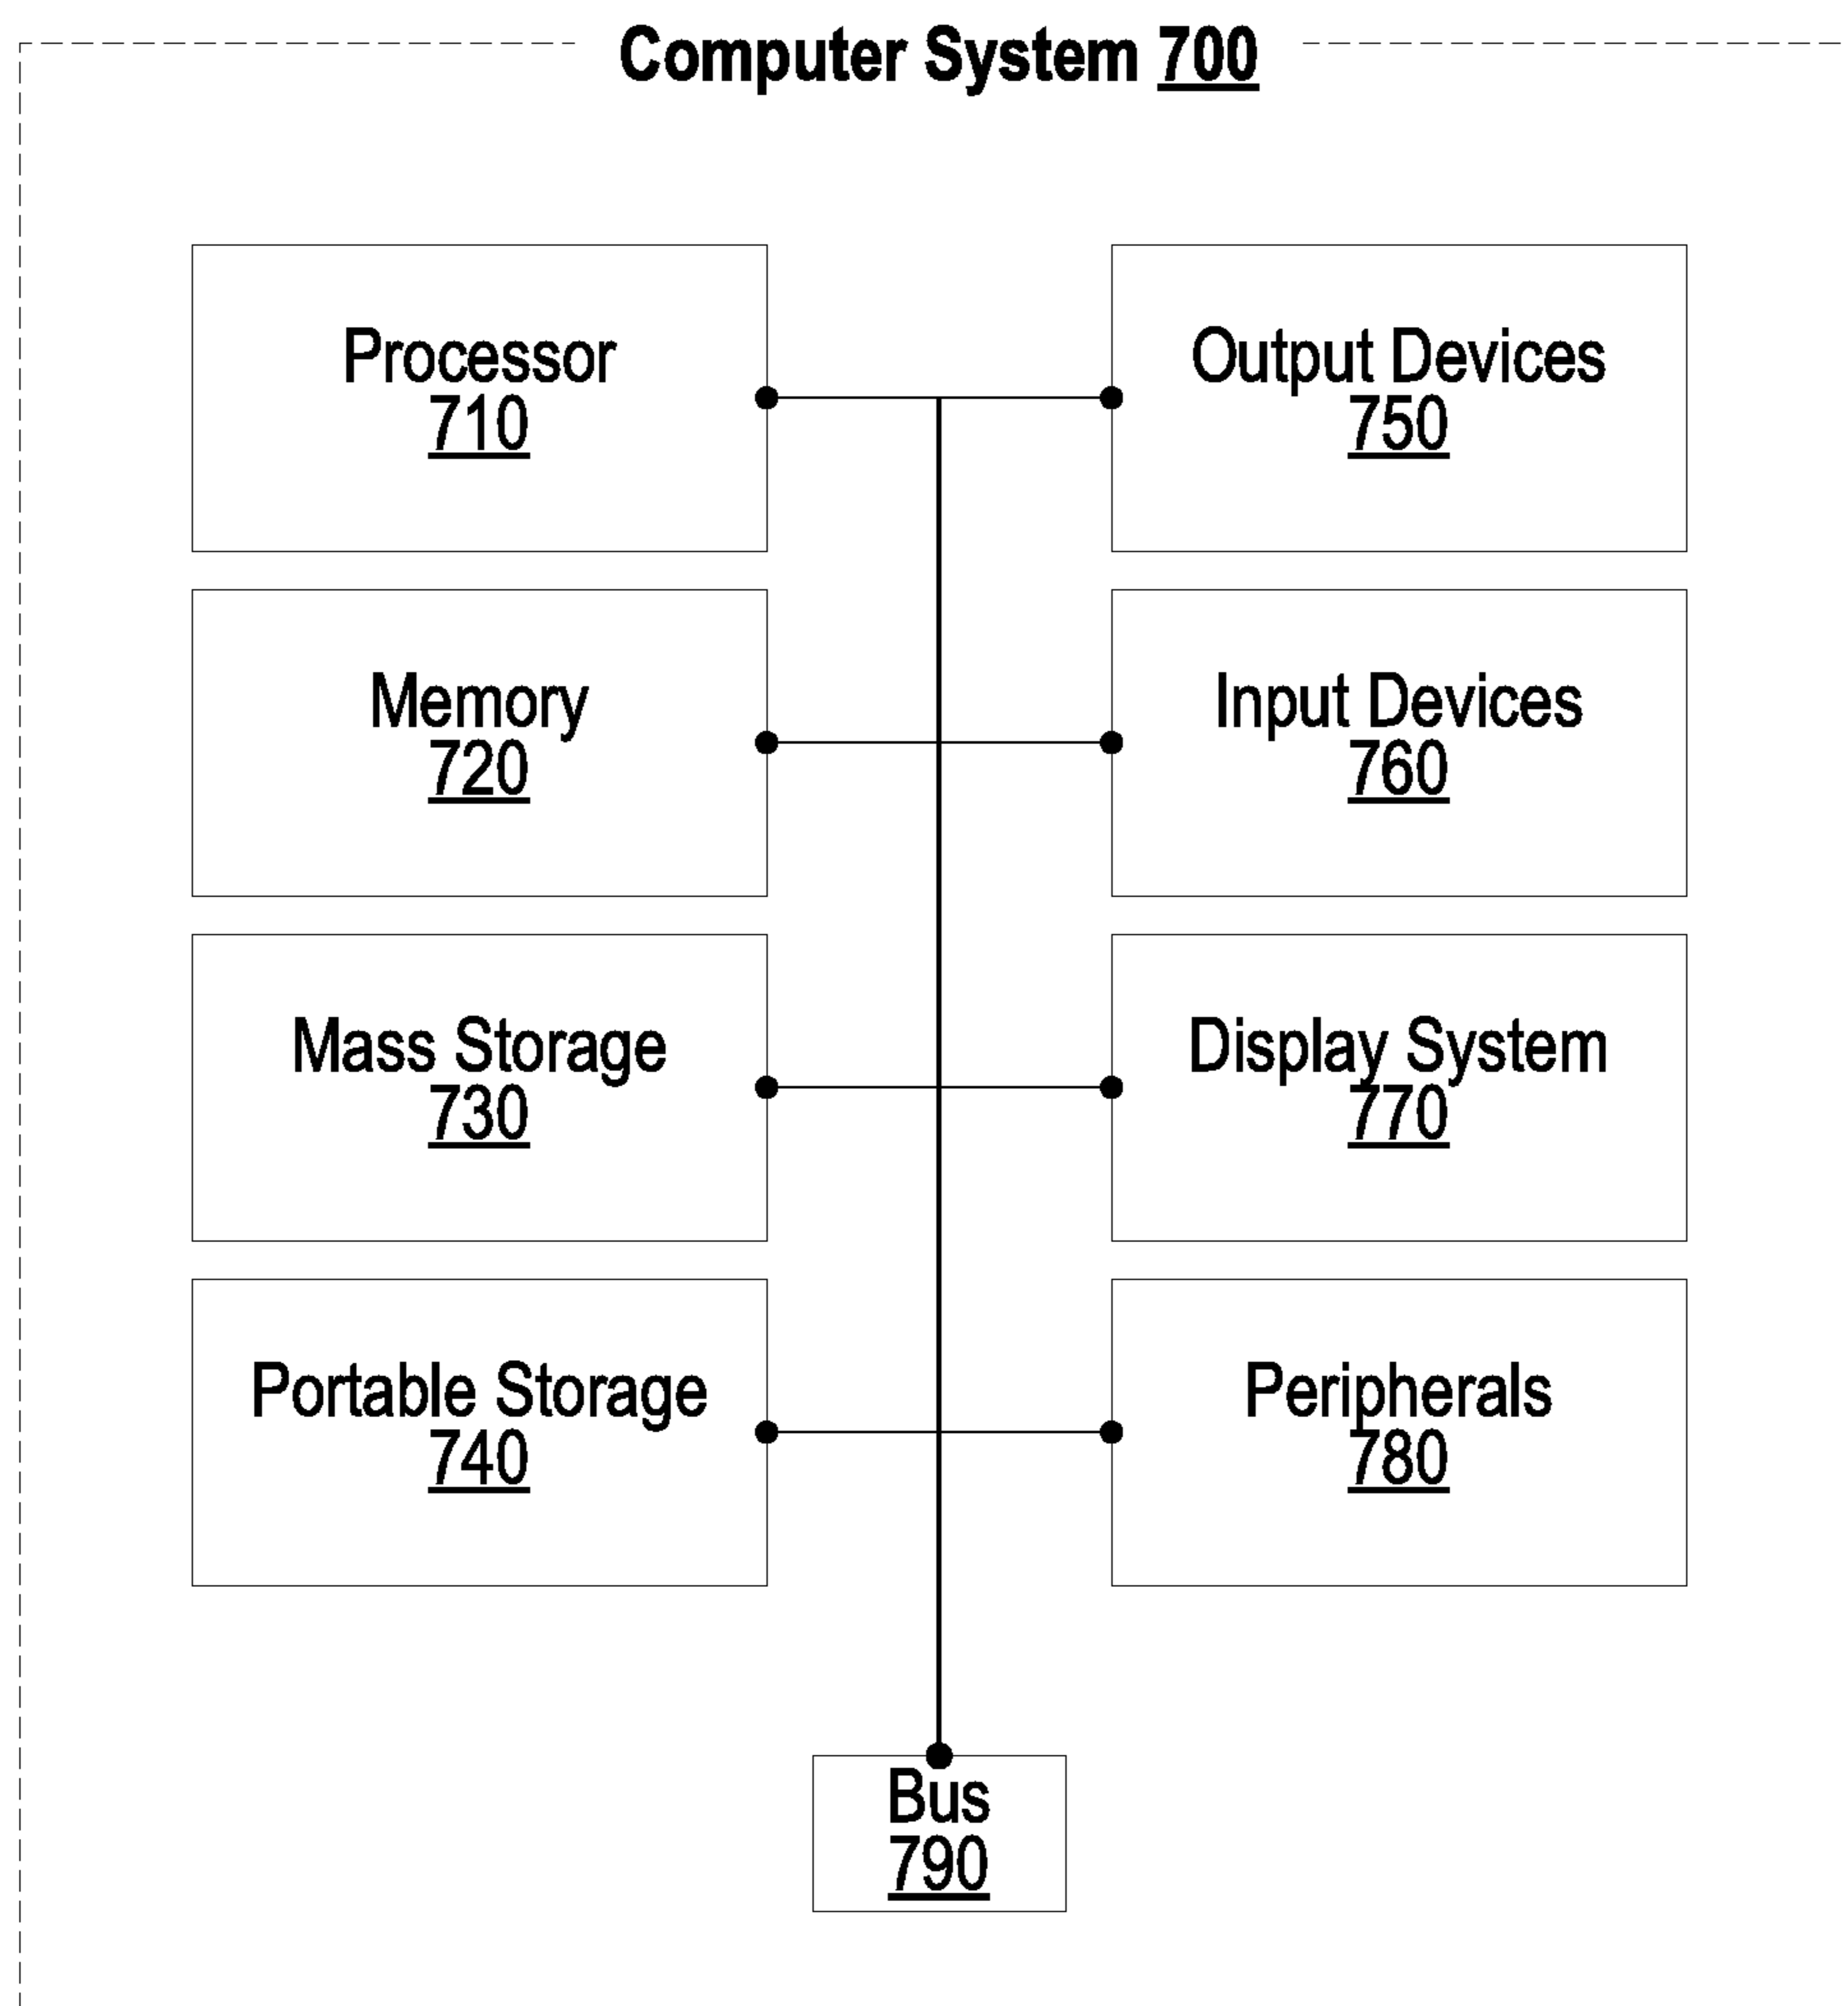 Computer System 700
Processor
710
Output Devices
750
Memory
720
Input Devices
760
Mass Storage
730
Display System
770
Portable Storage
740
Peripherals
780
Bus
790